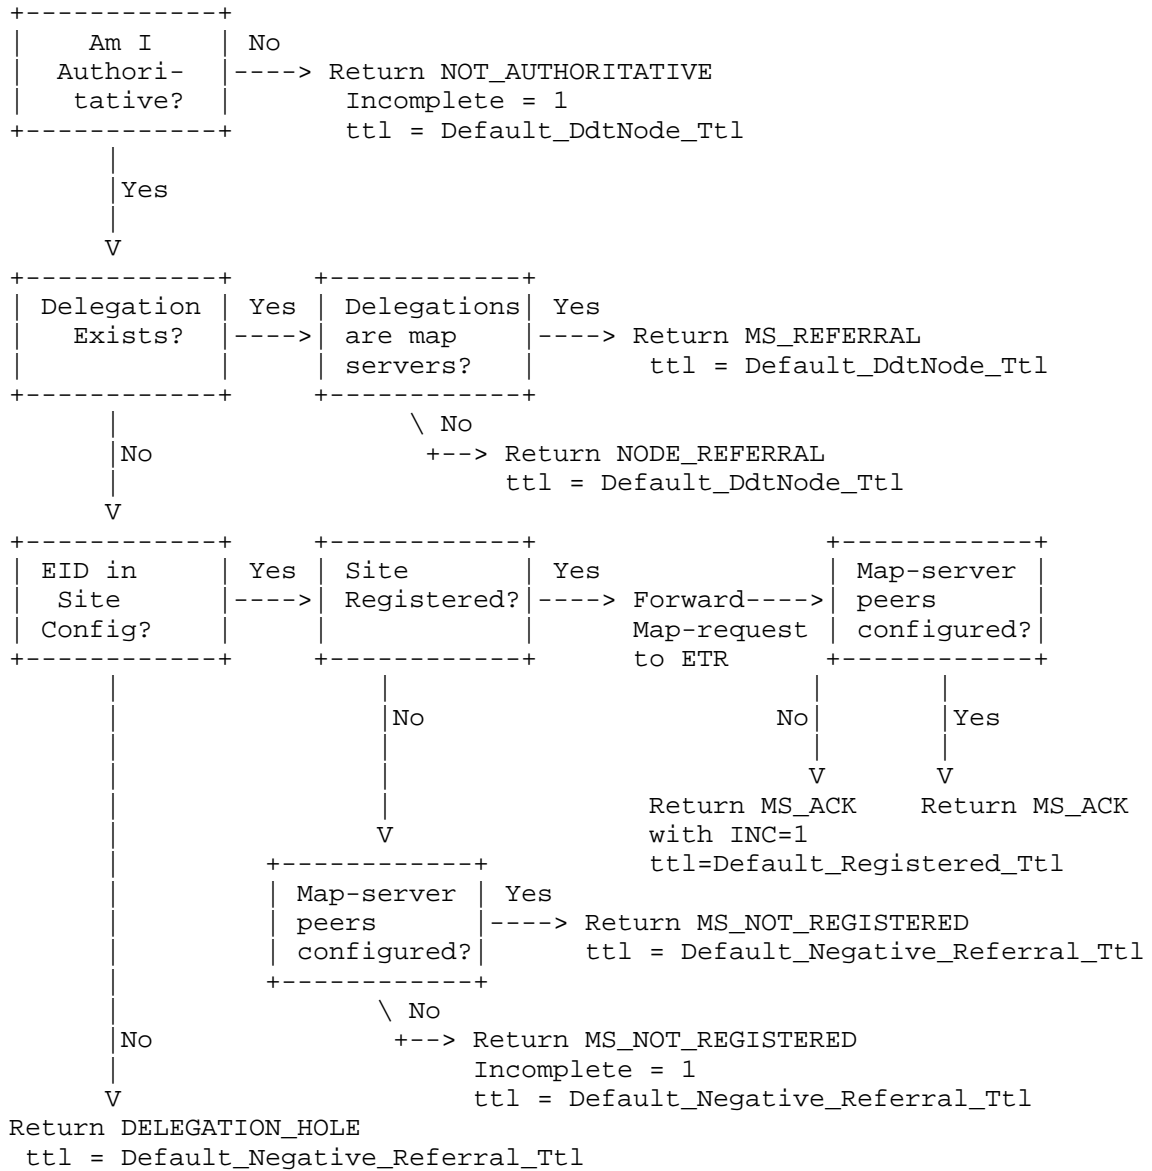 +------------+
|    Am I    | No
|  Authori-  |----> Return NOT_AUTHORITATIVE
|   tative?  |       Incomplete = 1
+------------+       ttl = Default_DdtNode_Ttl
      |
      |Yes
      |
      V
+------------+     +------------+
| Delegation | Yes | Delegations| Yes
|   Exists?  |---->| are map    |----> Return MS_REFERRAL
|            |     | servers?   |       ttl = Default_DdtNode_Ttl
+------------+     +------------+
      |                  \ No
      |No                 +--> Return NODE_REFERRAL
      |                        ttl = Default_DdtNode_Ttl
      V
+------------+     +------------+                  +------------+
| EID in     | Yes | Site       | Yes              | Map-server |
|  Site      |---->| Registered?|----> Forward---->| peers      |
| Config?    |     |            |      Map-request | configured?|
+------------+     +------------+      to ETR      +------------+
      |                |                          |       |
      |                |No                      No|       |Yes
      |                |                          |       |
      |                |                          V       V
      |                |                Return MS_ACK    Return MS_ACK
      |                V                with INC=1
      |         +------------+          ttl=Default_Registered_Ttl
      |         | Map-server | Yes
      |         | peers      |----> Return MS_NOT_REGISTERED
      |         | configured?|      ttl = Default_Negative_Referral_Ttl
      |         +------------+
      |                \ No
      |No               +--> Return MS_NOT_REGISTERED
      |                      Incomplete = 1
      V                      ttl = Default_Negative_Referral_Ttl
Return DELEGATION_HOLE
 ttl = Default_Negative_Referral_Ttl